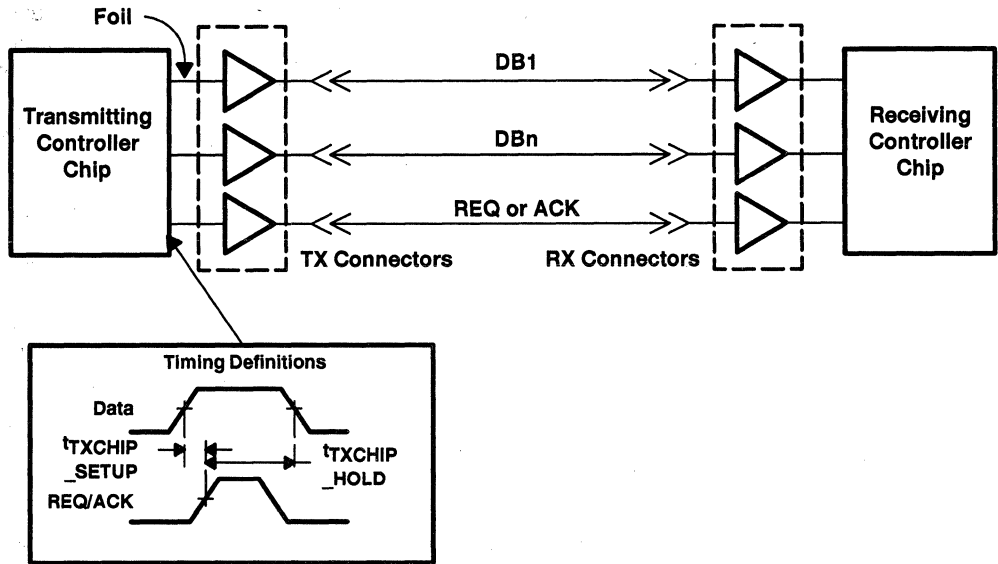 Foil
Transmitting
Controller
Chip
DB1
DBn
REQ or ACK
TX Connectors
RX Connectors
Receiving
Controller
Chip
Timing Definitions
Data
tTXCHIP
_SETUP
tTXCHIP
_HOLD
REQ/ACK